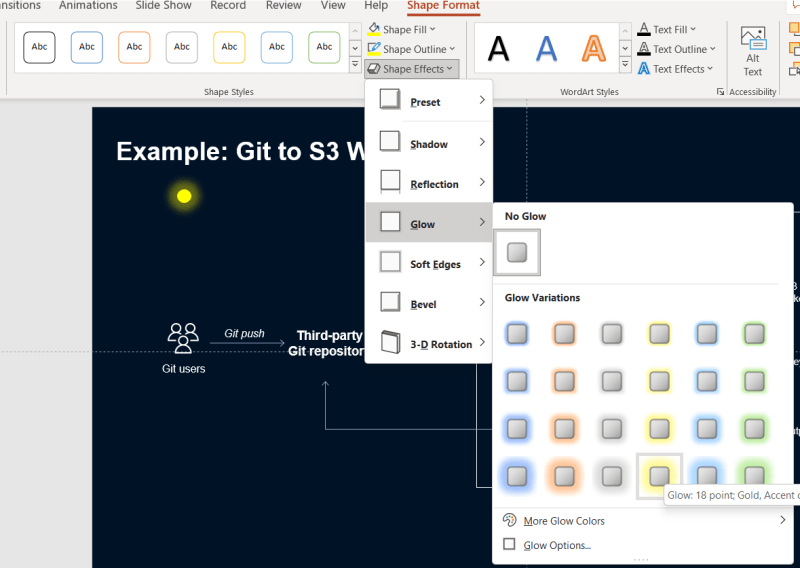 nsitions Animations Slide Show Record Review View Help Shape Format
Abc Abc Abc Abc Abc Abc Abc
Shape Fill
Shape Outline
Shape Effects
Shape Styles
A A A
Text Fill
Text Outline
Text Effects
WordArt Styles
Alt
Text
Accessibility
Preset
Shadow
Reflection
Glow
Soft Edges
Bevel
3-D Rotation
No Glow
Glow Variations
Glow: 18 point; Gold, Accent
More Glow Colors
Glow Options...
Example: Git to S3 W
Git push
Git users
Third-party
Git repositor